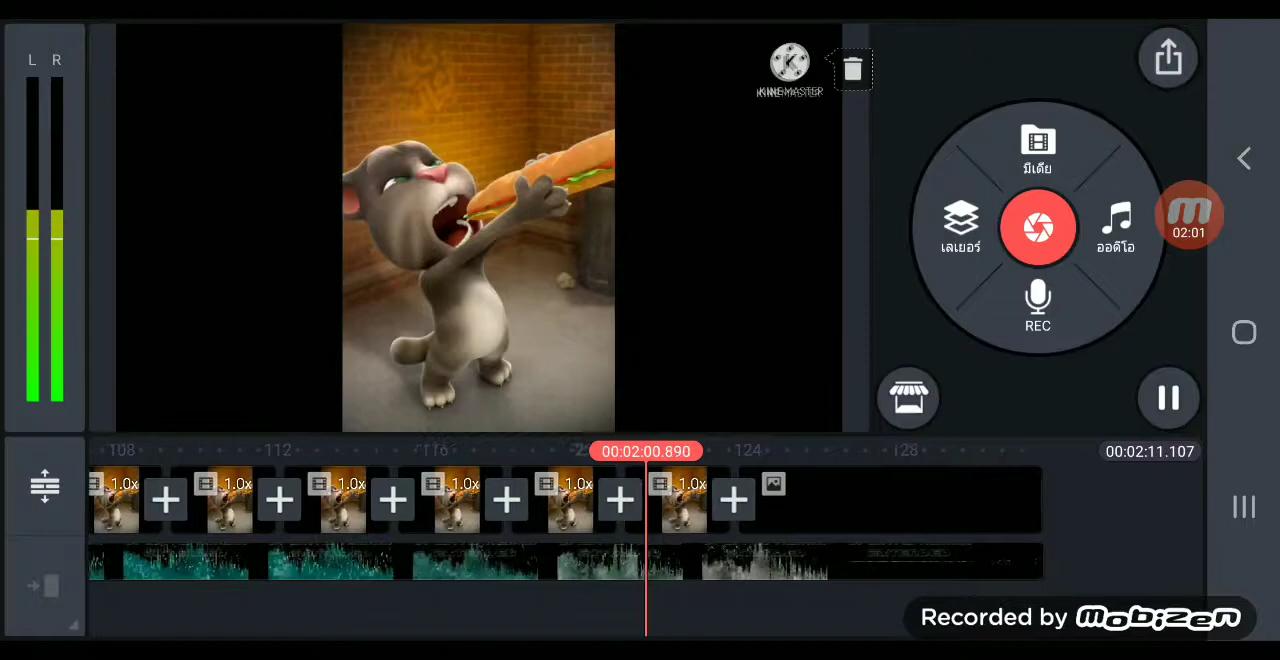 L R
KINEMASTER
มีเดีย
เลเยอร์
ออดิโอ
REC
02:01
108
112
116
00:02:00.890
124
128
00:02:11.107
1.0x
1.0x
1.0x
1.0x
1.0x
1.0x
Recorded by mobizen